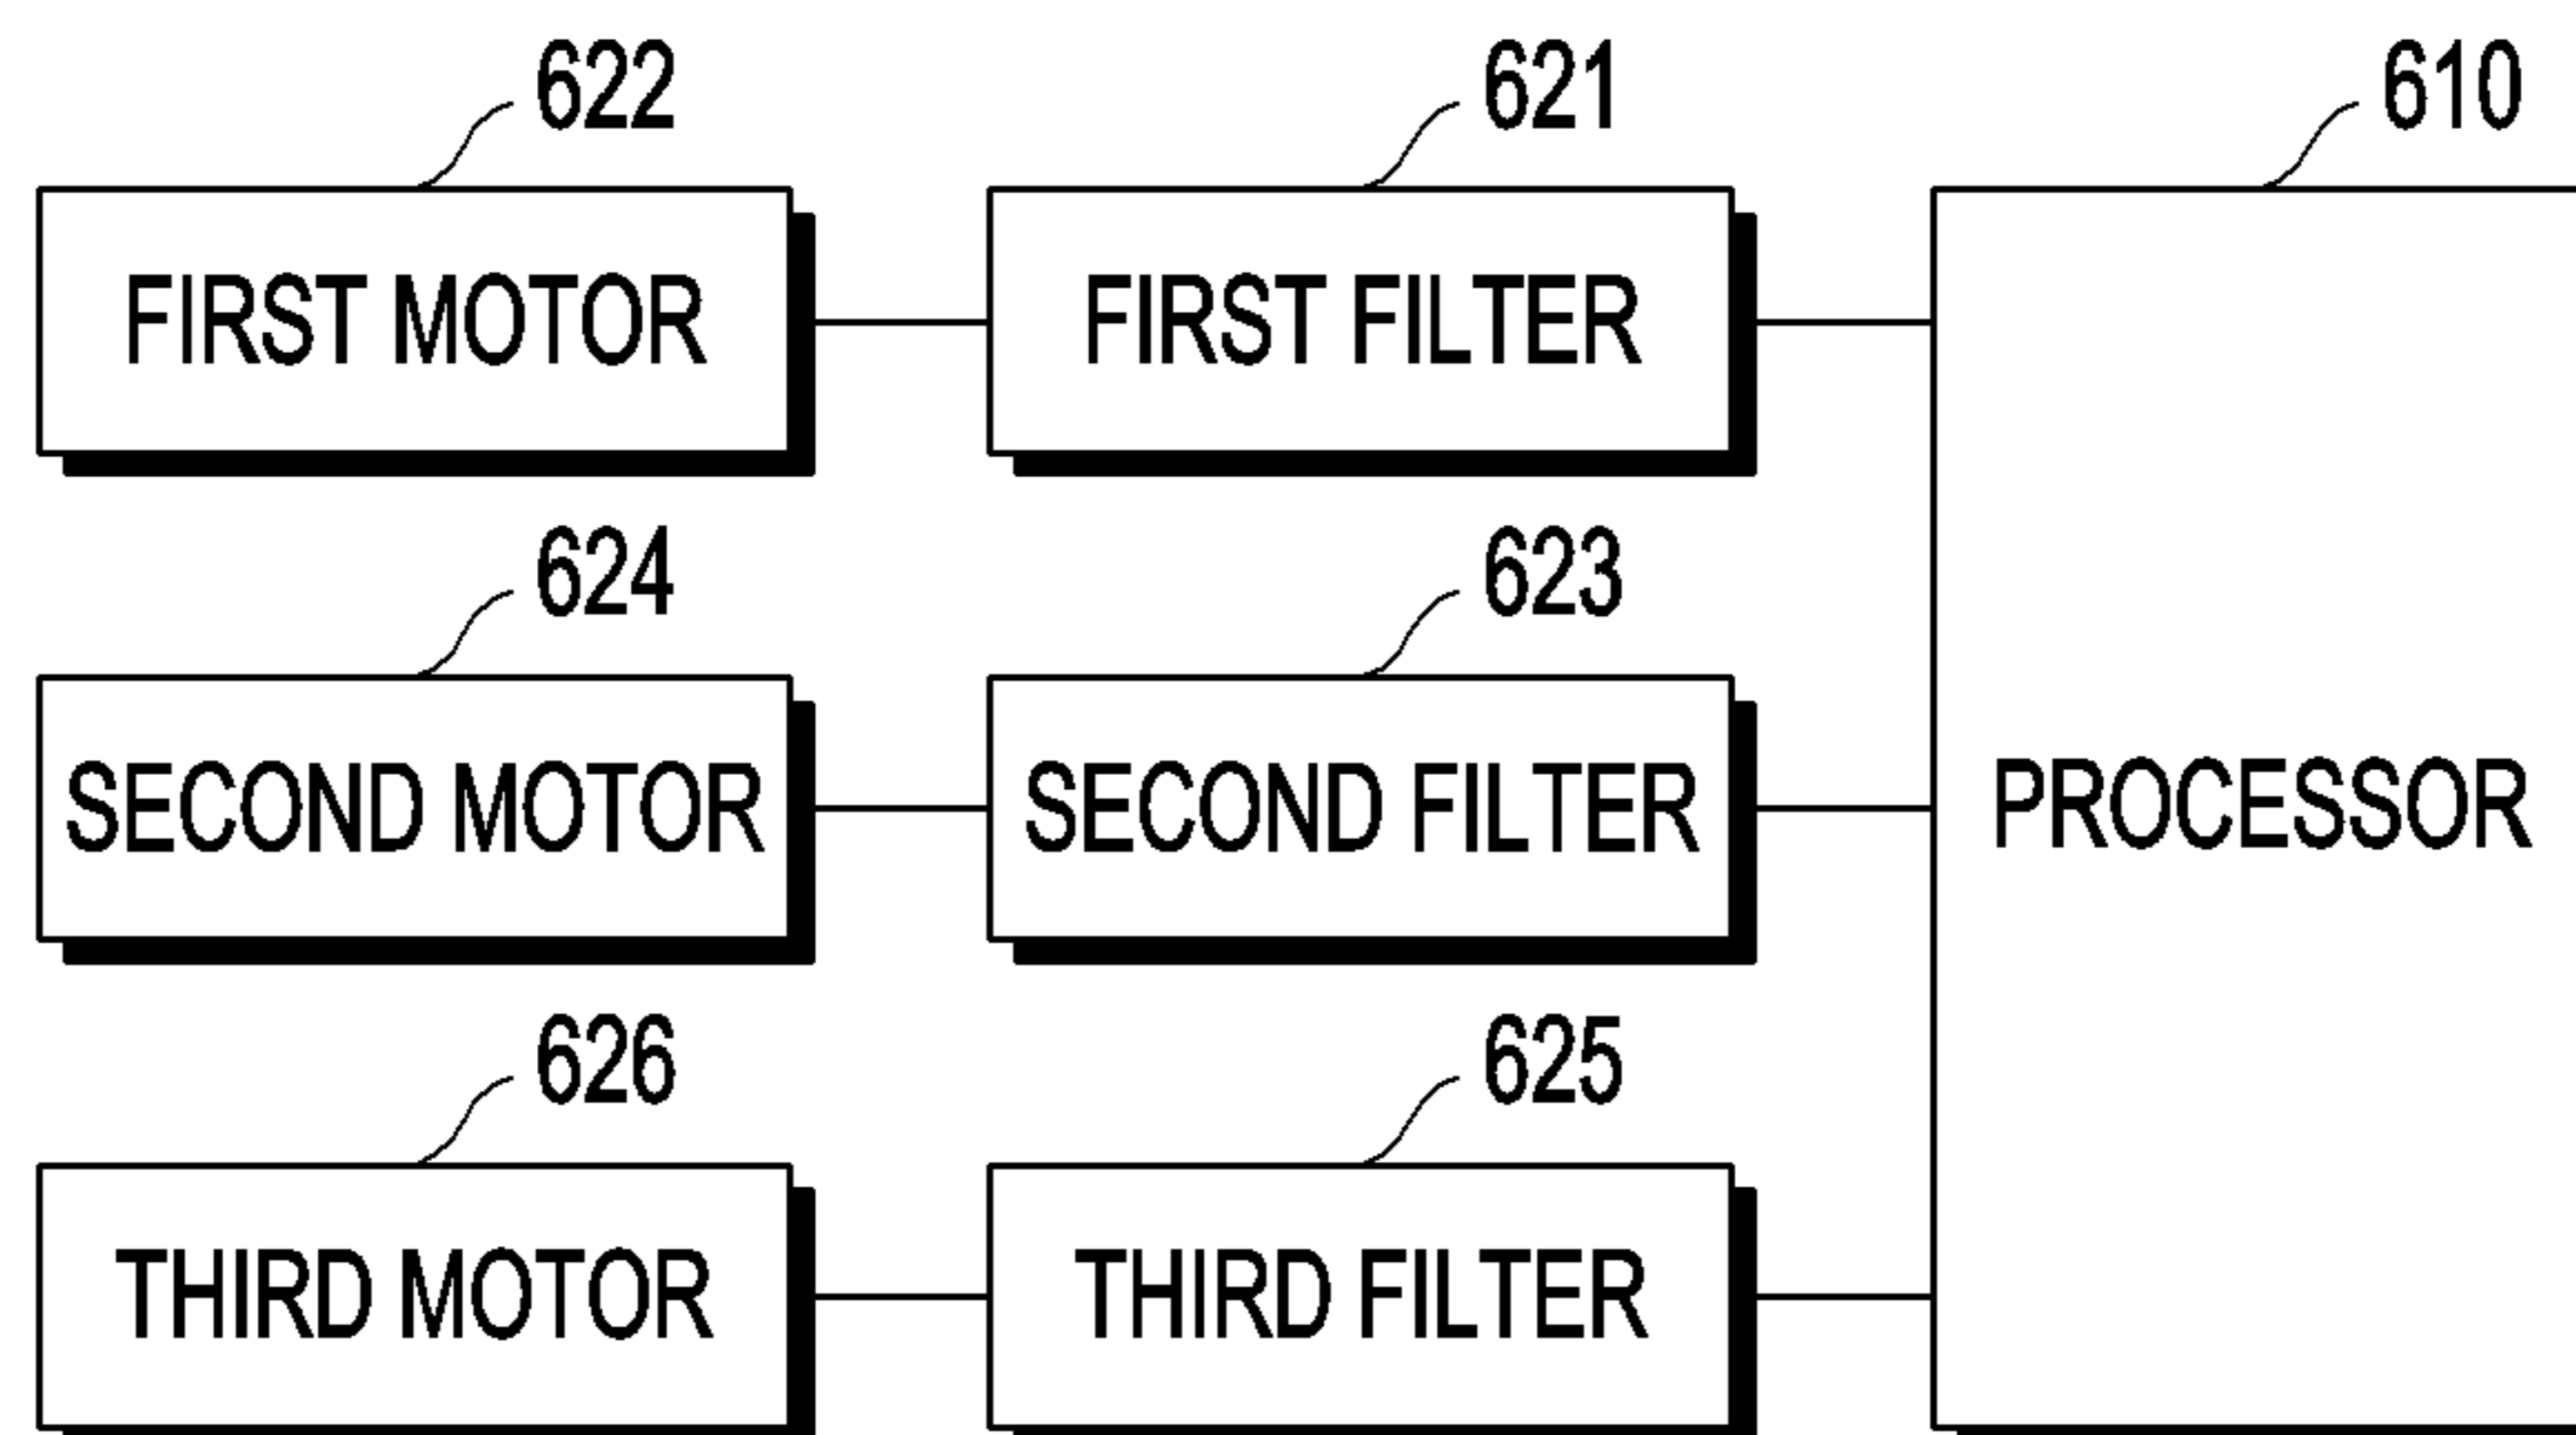 622 621 610
FIRST MOTOR FIRST FILTER
624 623
SECOND MOTOR SECOND FILTER PROCESSOR
626 625
THIRD MOTOR THIRD FILTER